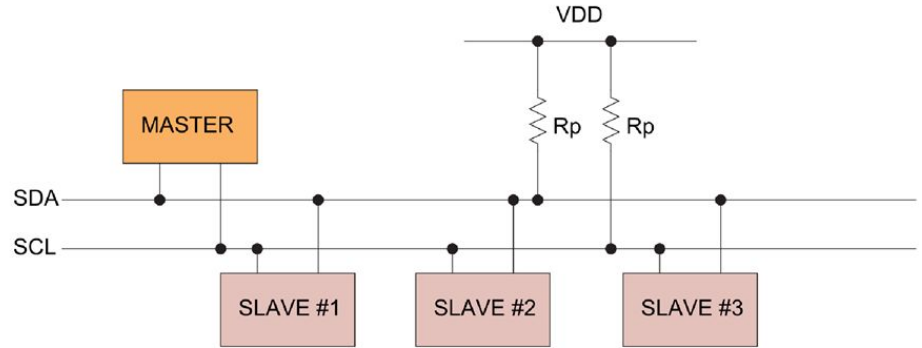 VDD
MASTER
Rp
Rp
SDA
SCL
SLAVE #1
SLAVE #2
SLAVE #3